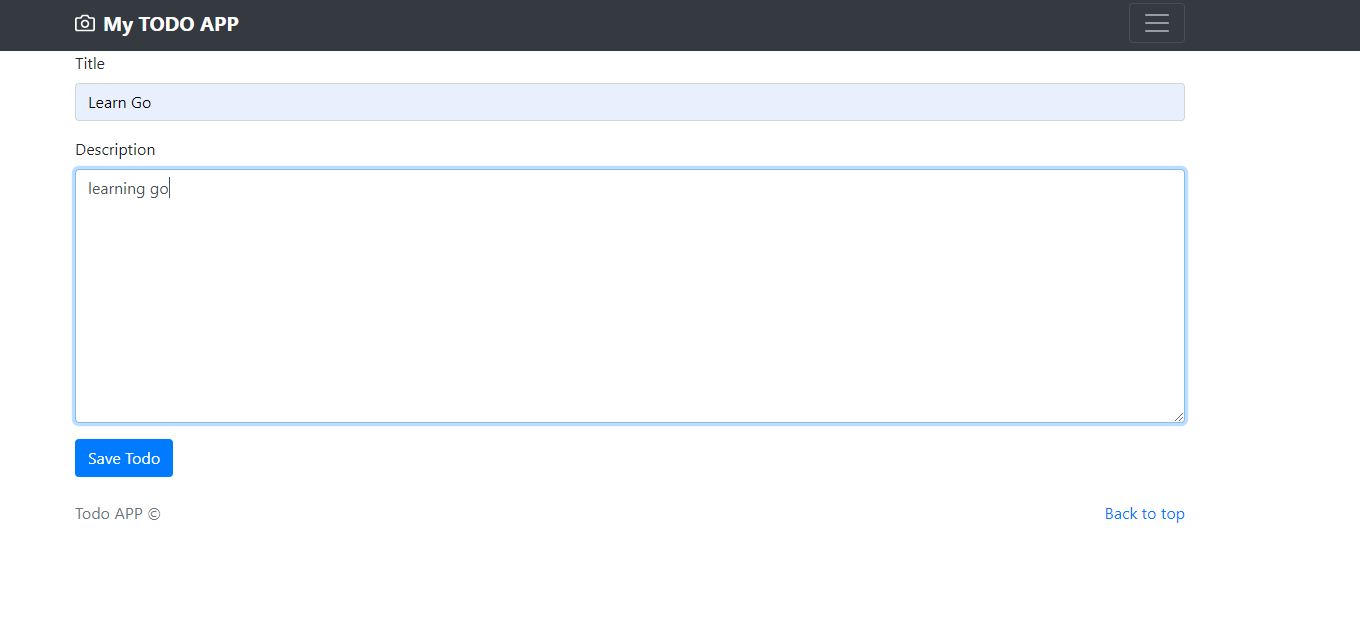 My TODO APP
Title
Learn Go
Description
learning go
Save Todo
Todo APP ©
Back to top